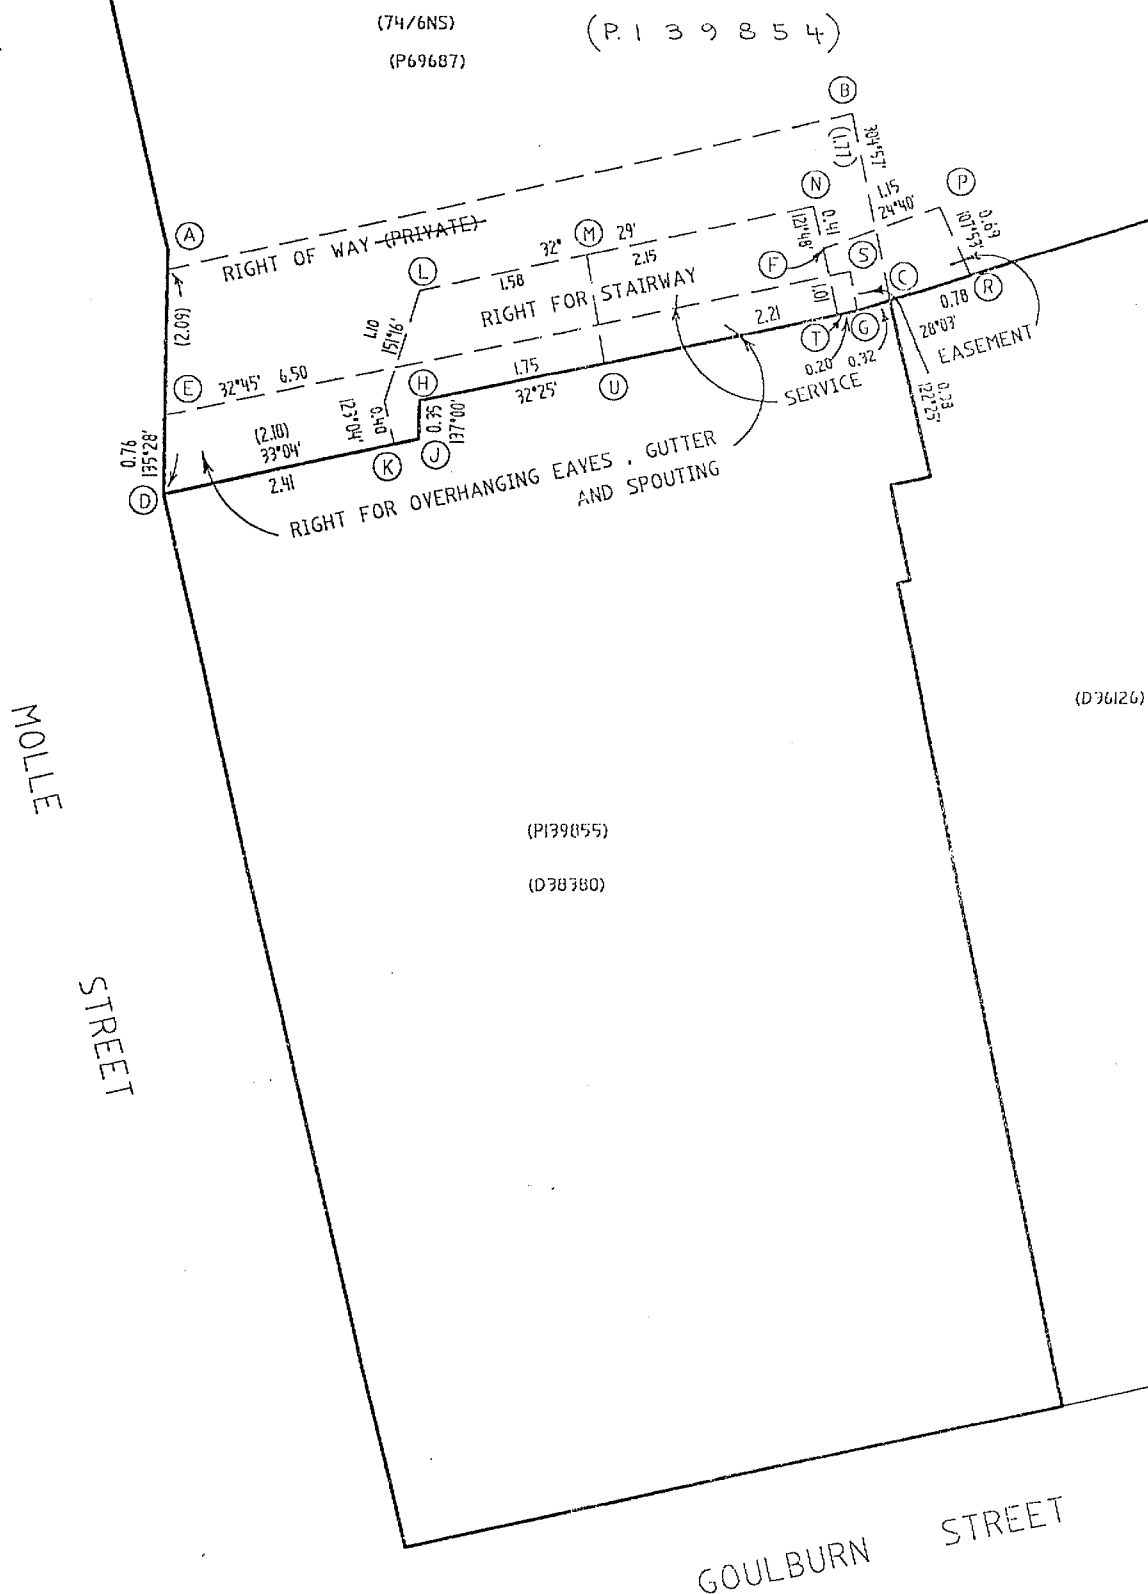 (74/6NS)
(P.139854)
(P69687)
B
(1.77)
304°57'
A
N
0.41
121°48'
1.15
24°40'
P
0.69
107°53'
RIGHT OF WAY (PRIVATE)
32° M 29'
F
S
L
1.58
2.15
C
R
(2.09)
RIGHT FOR STAIRWAY
1.01
0.78
28°03'
1.10
151°16'
2.21
T
G
EASEMENT
E
32°45' 6.50
H
1.75
U
0.20
0.32
32°25'
SERVICE
0.23
122°25'
0.76
135°28'
(2.18)
33°04'
0.40
123°04'
0.35
137°00'
D
2.41
K
J
RIGHT FOR OVERHANGING EAVES, GUTTER
AND SPOUTING
MOLLE
STREET
(D36126)
(P139855)
(D38380)
GOULBURN STREET